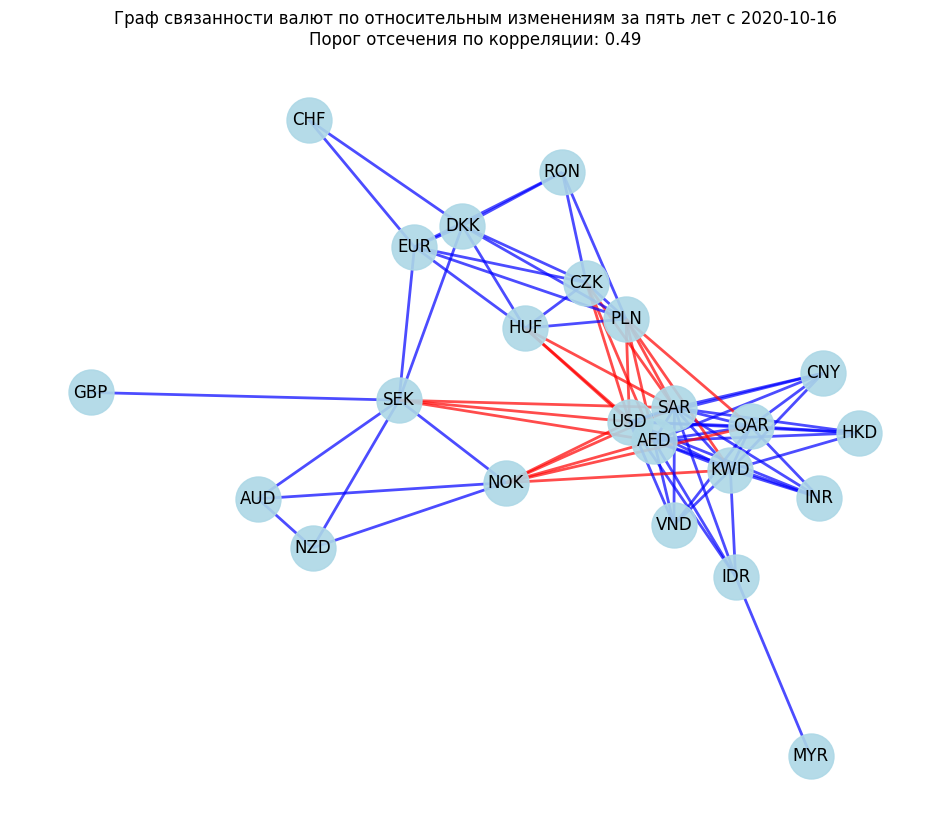 Граф связанности валют по относительным изменениям за пять лет с 2020-10-16
Порог отсечения по корреляции: 0.49
CHF
RON
DKK
EUR
CZK
PLN
HUF
CNY
GBP
SEK
SAR
USD
QAR
HKD
AED
KWD
NOK
AUD
INR
VND
NZD
IDR
MYR